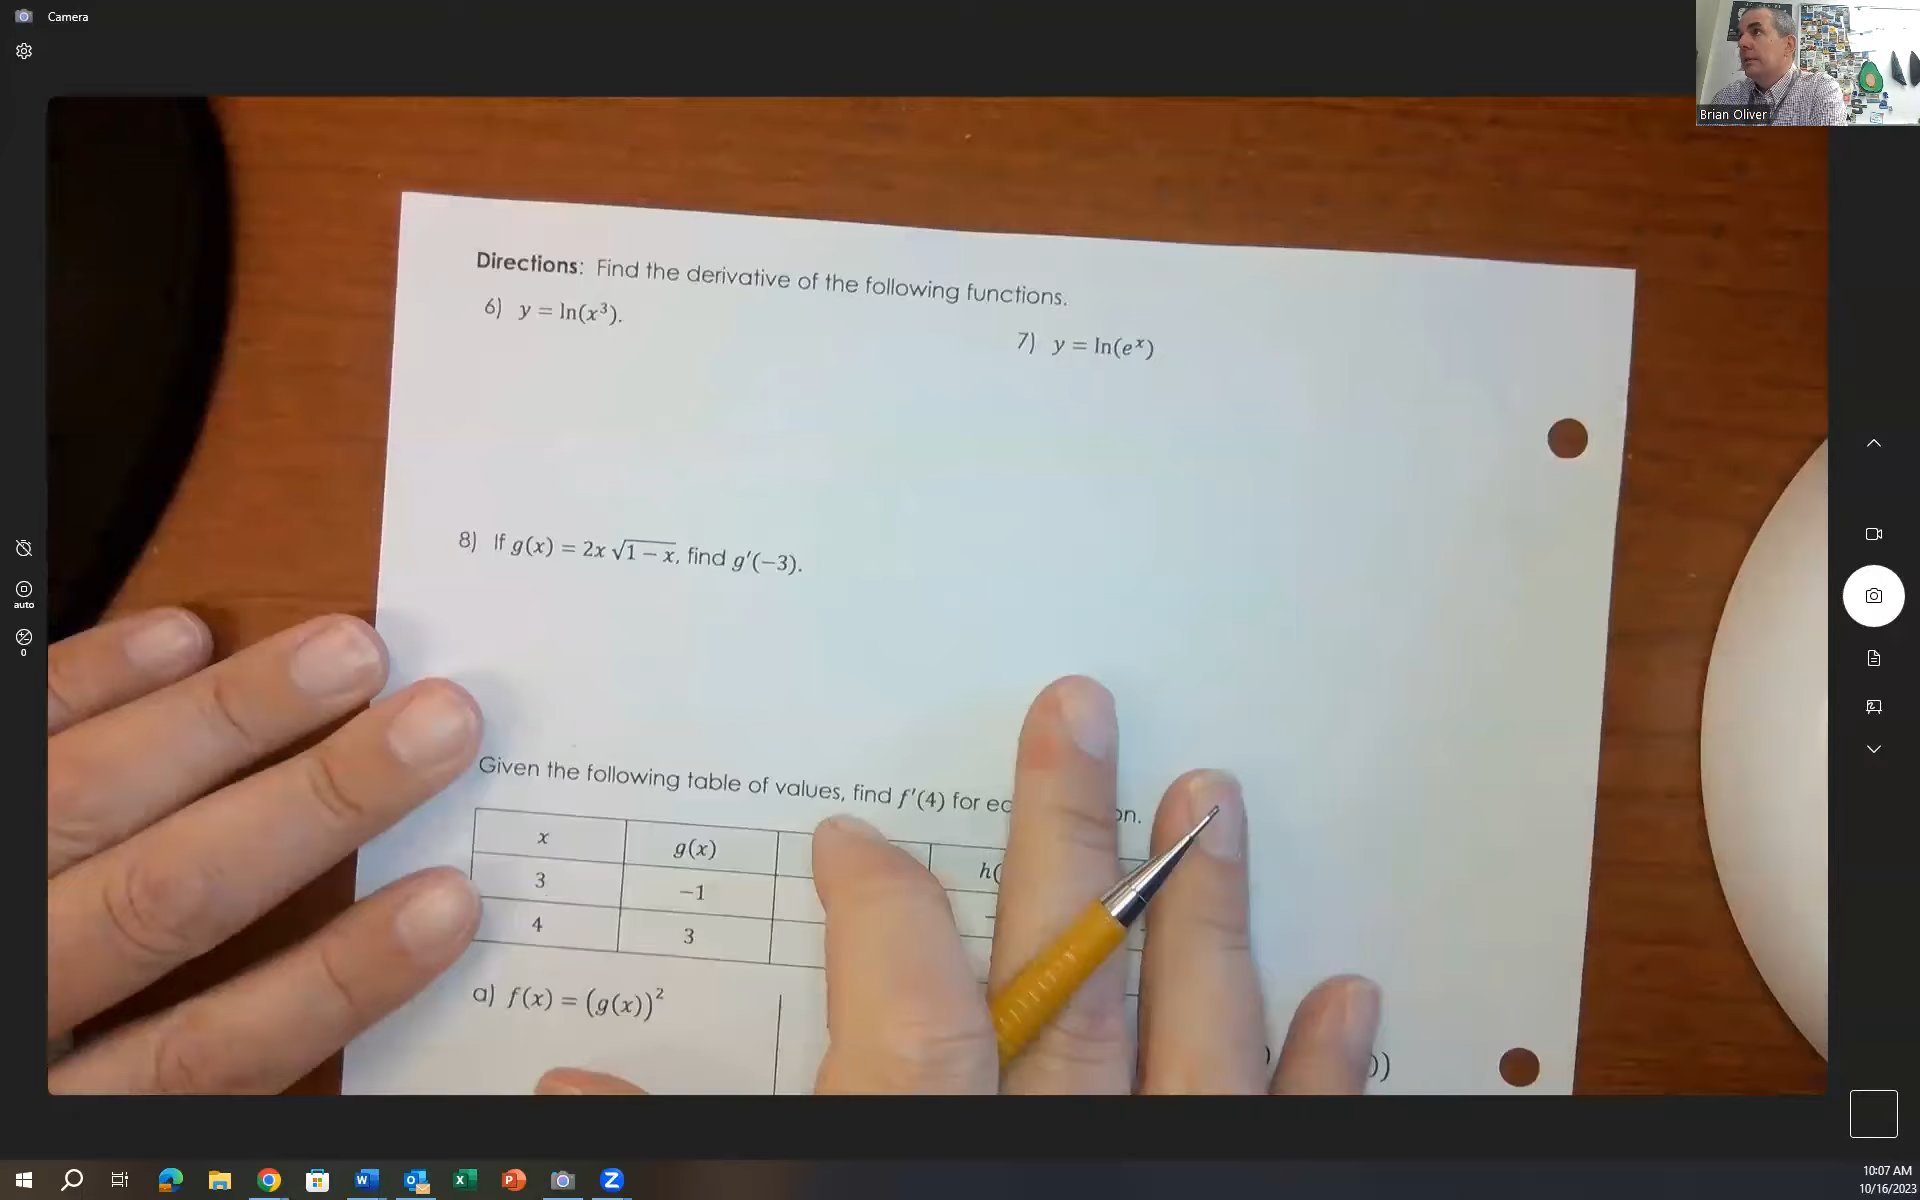 Camera
Brian Oliver
Directions: Find the derivative of the following functions.
6) y = ln(x³).
7) y = ln(eˣ)
8) If g(x) = 2x √1 − x, find g′(−3).
auto
0
Given the following table of values, find f′(4) for
x g(x)
3 −1
4 3
a) f(x) = (g(x))²
10:07 AM
10/16/2023